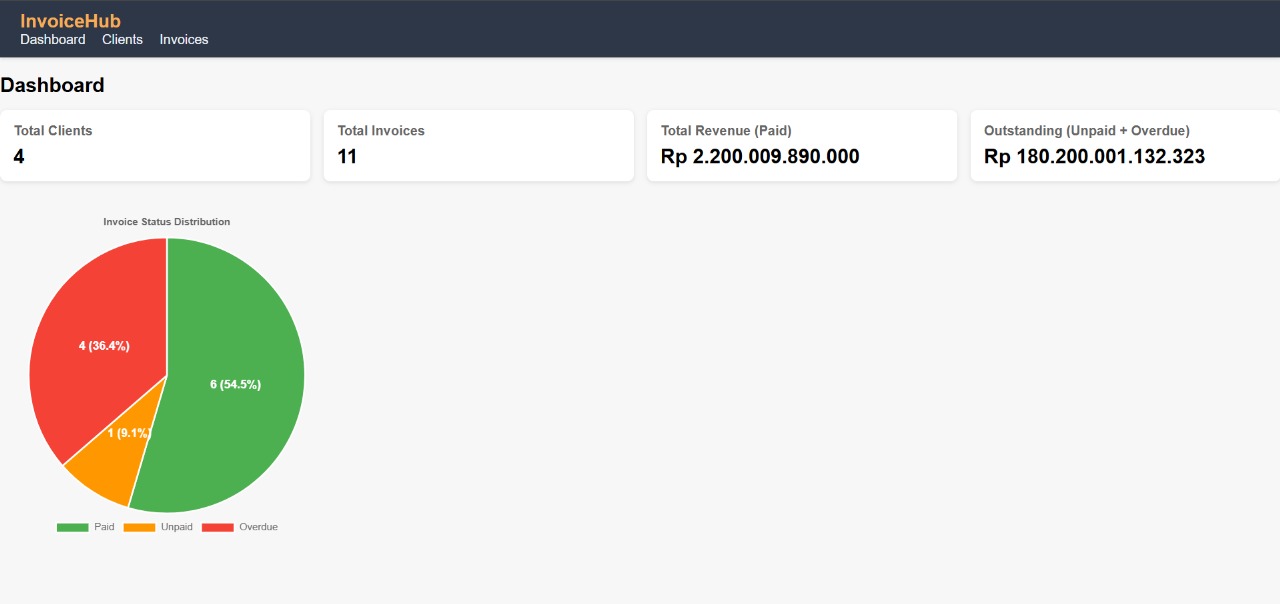 InvoiceHub
Dashboard Clients Invoices
Dashboard
Total Clients
4
Total Invoices
11
Total Revenue (Paid)
Rp 2.200.009.890.000
Outstanding (Unpaid + Overdue)
Rp 180.200.001.132.323
Invoice Status Distribution
4 (36.4%)
6 (54.5%)
1 (9.1%)
Paid Unpaid Overdue